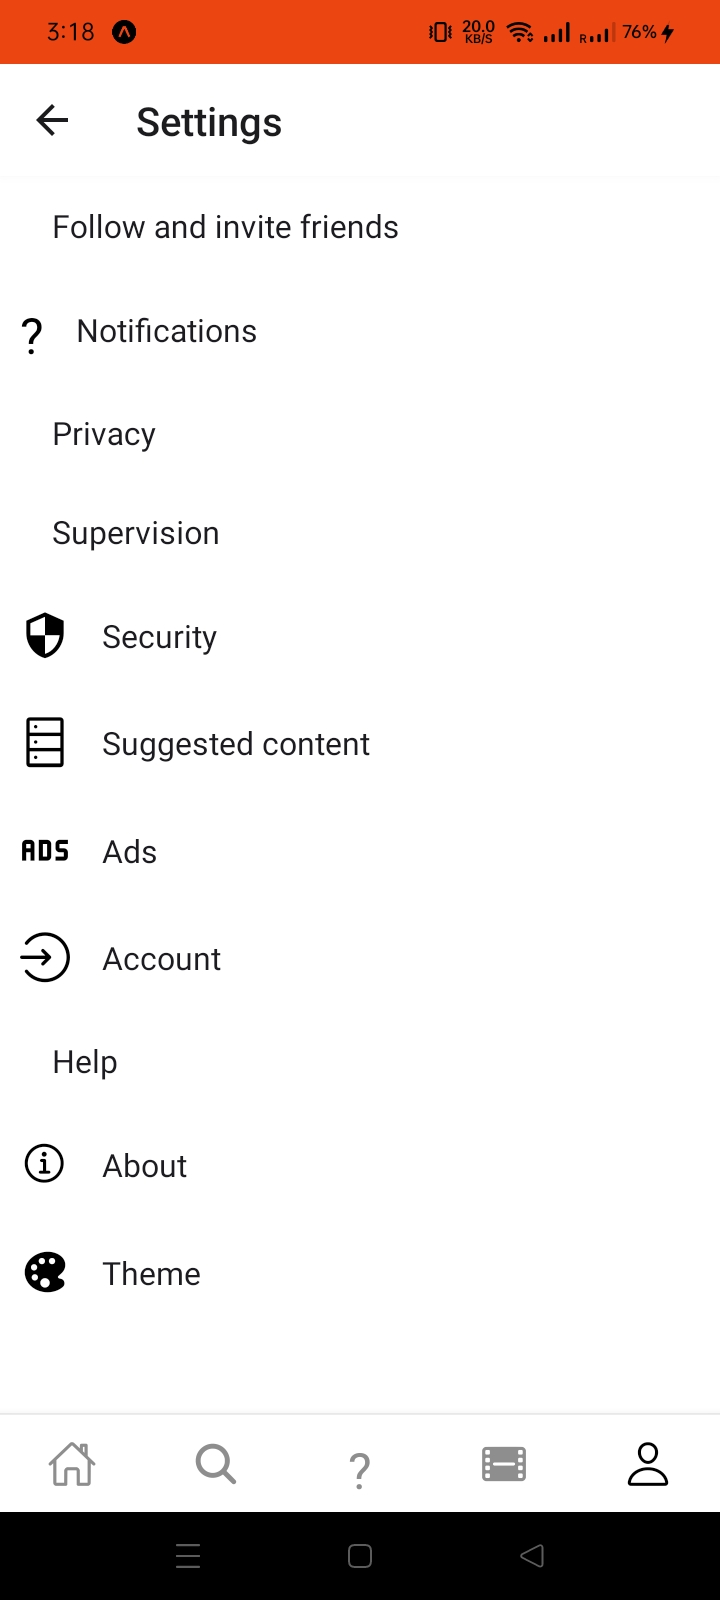 3:18
20.0
KB/S
R
76%
Settings
Follow and invite friends
? Notifications
Privacy
Supervision
Security
Suggested content
ADS Ads
Account
Help
About
Theme
?